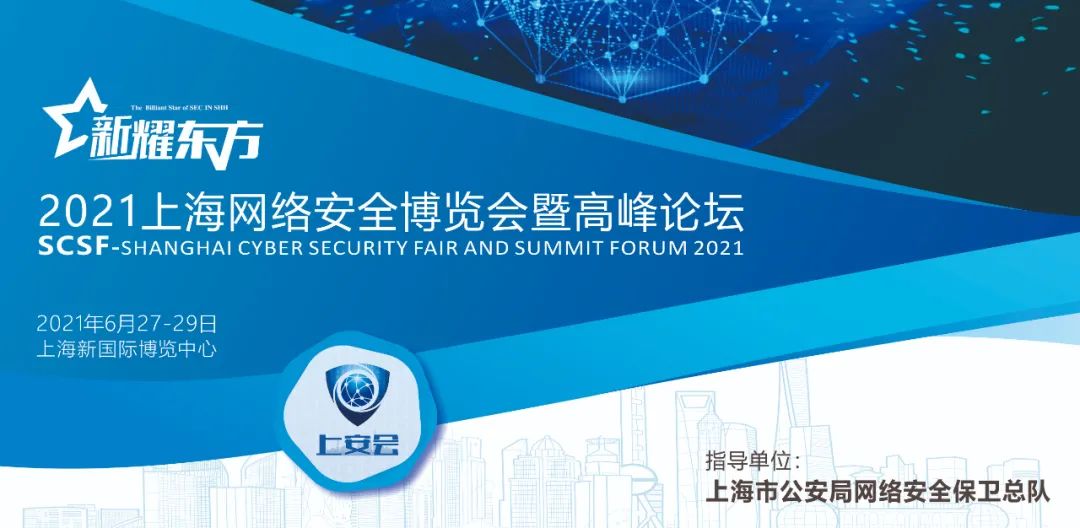 The Billiant Star of SEC IN SHH
新耀东方
2021上海网络安全博览会暨高峰论坛
SCSF-SHANGHAI CYBER SECURITY FAIR AND SUMMIT FORUM 2021
2021年6月27-29日
上海新国际博览中心
上安会
指导单位：
上海市公安局网络安全保卫总队